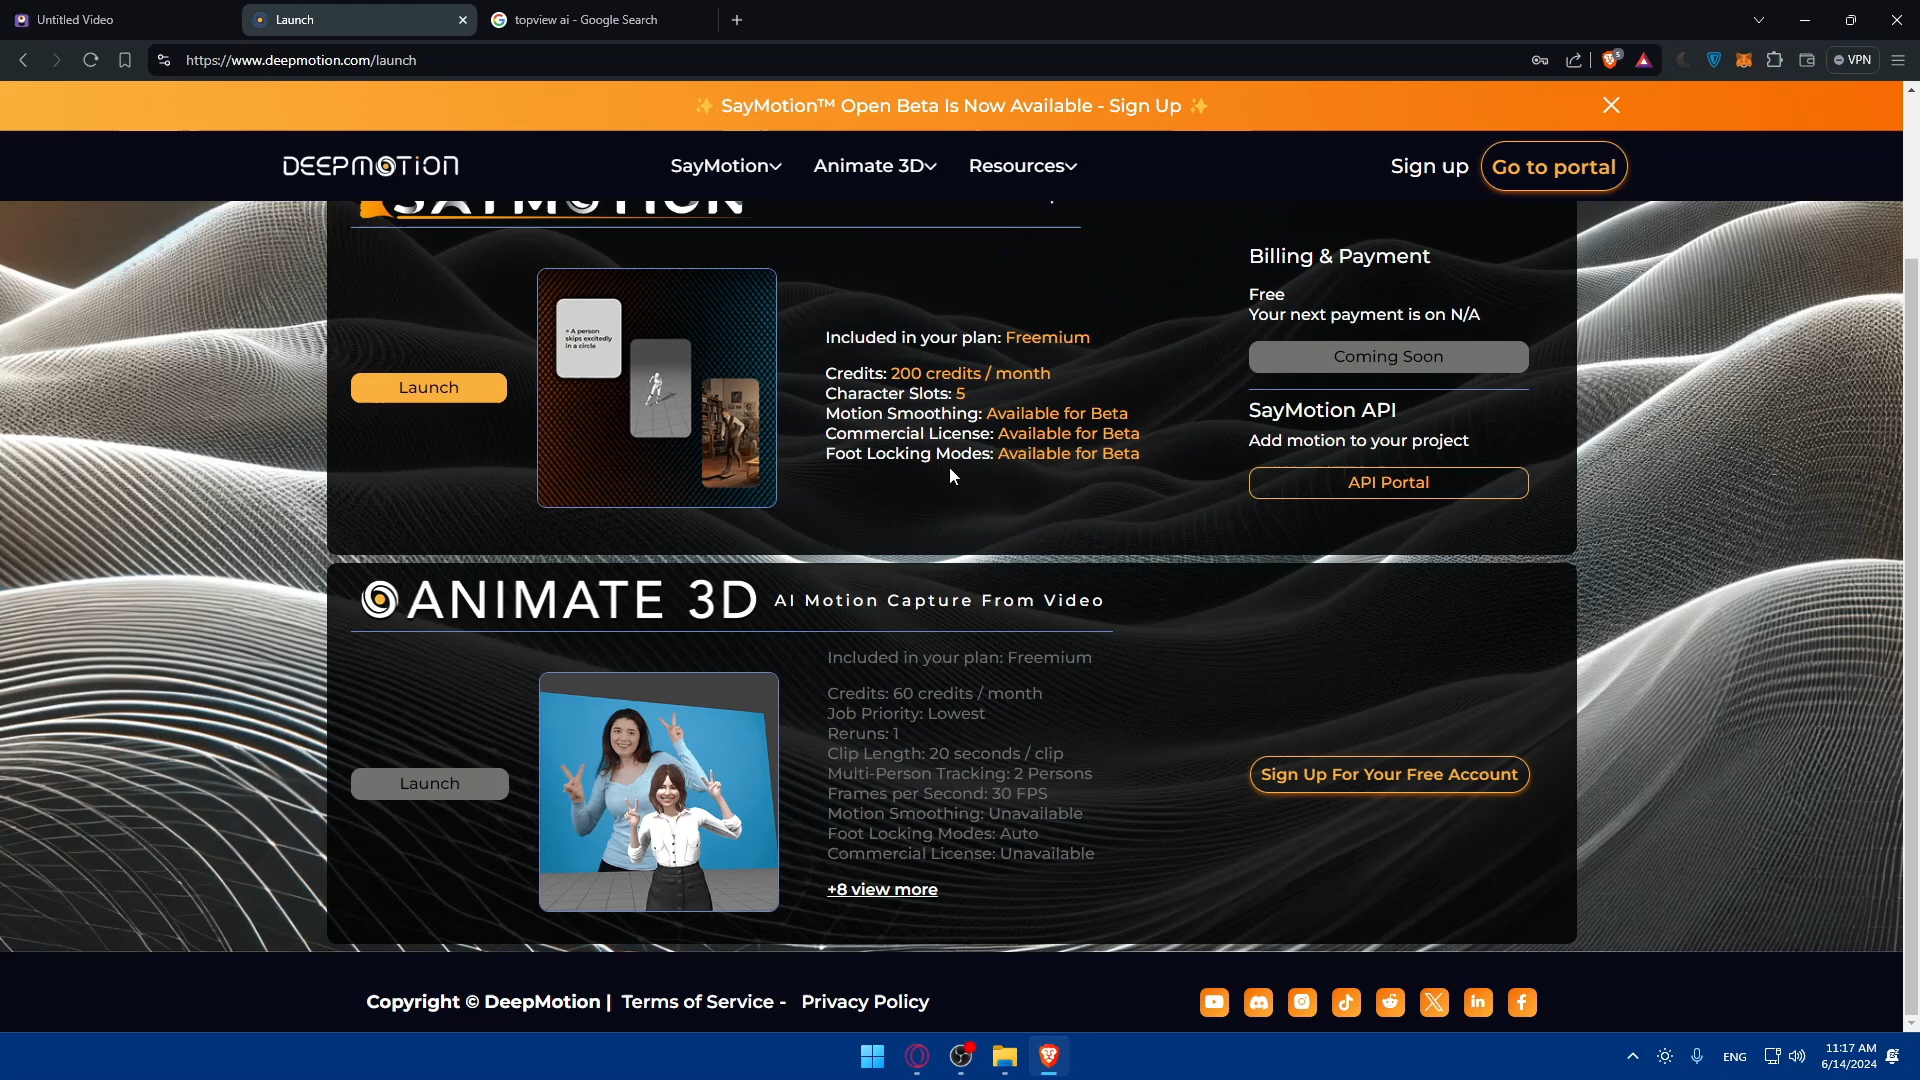 Untitled Video
Launch
topview ai - Google Search
https://www.deepmotion.com/launch
5
VPN
✨ SayMotion™ Open Beta Is Now Available - Sign Up ✨
DEEPMOTION
SayMotion
Animate 3D
Resources
Sign up
Go to portal
SAYMOTION
Billing & Payment
Free
Your next payment is on N/A
Coming Soon
SayMotion API
Add motion to your project
API Portal
> A person
skips excitedly
in a circle
Launch
Included in your plan: Freemium
Credits: 200 credits / month
Character Slots: 5
Motion Smoothing: Available for Beta
Commercial License: Available for Beta
Foot Locking Modes: Available for Beta
ANIMATE 3D
AI Motion Capture From Video
Launch
Included in your plan: Freemium
Credits: 60 credits / month
Job Priority: Lowest
Reruns: 1
Clip Length: 20 seconds / clip
Multi-Person Tracking: 2 Persons
Frames per Second: 30 FPS
Motion Smoothing: Unavailable
Foot Locking Modes: Auto
Commercial License: Unavailable
+8 view more
Sign Up For Your Free Account
Copyright © DeepMotion | Terms of Service - Privacy Policy
ENG
11:17 AM
6/14/2024